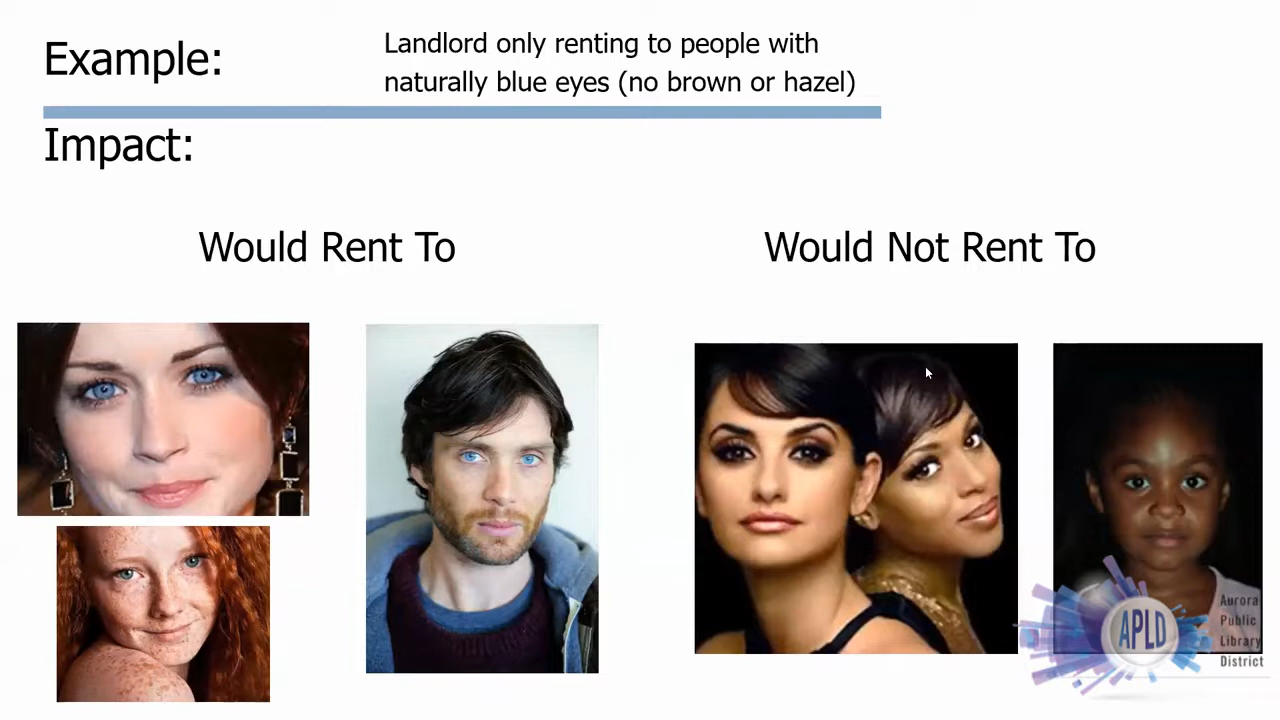 Example:
Landlord only renting to people with
naturally blue eyes (no brown or hazel)
Impact:
Would Rent To
Would Not Rent To
APLD
Aurora
Public
Library
District